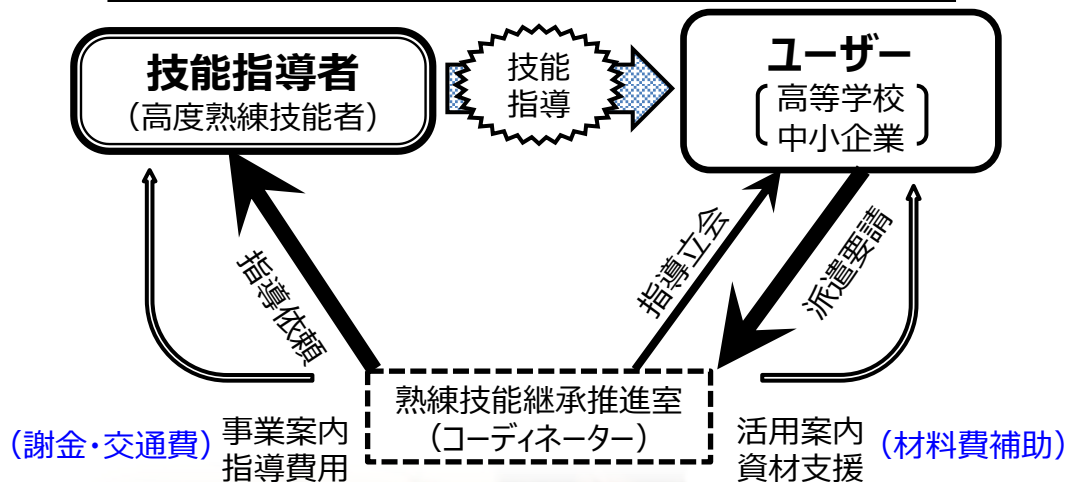 技能指導者
（高度熟練技能者）
技能
指導
ユーザー
高等学校
中小企業
指導依頼
指導立会
派遣要請
熟練技能継承推進室
（コーディネーター）
（謝金・交通費）
事業案内
指導費用
活用案内
資材支援
（材料費補助）